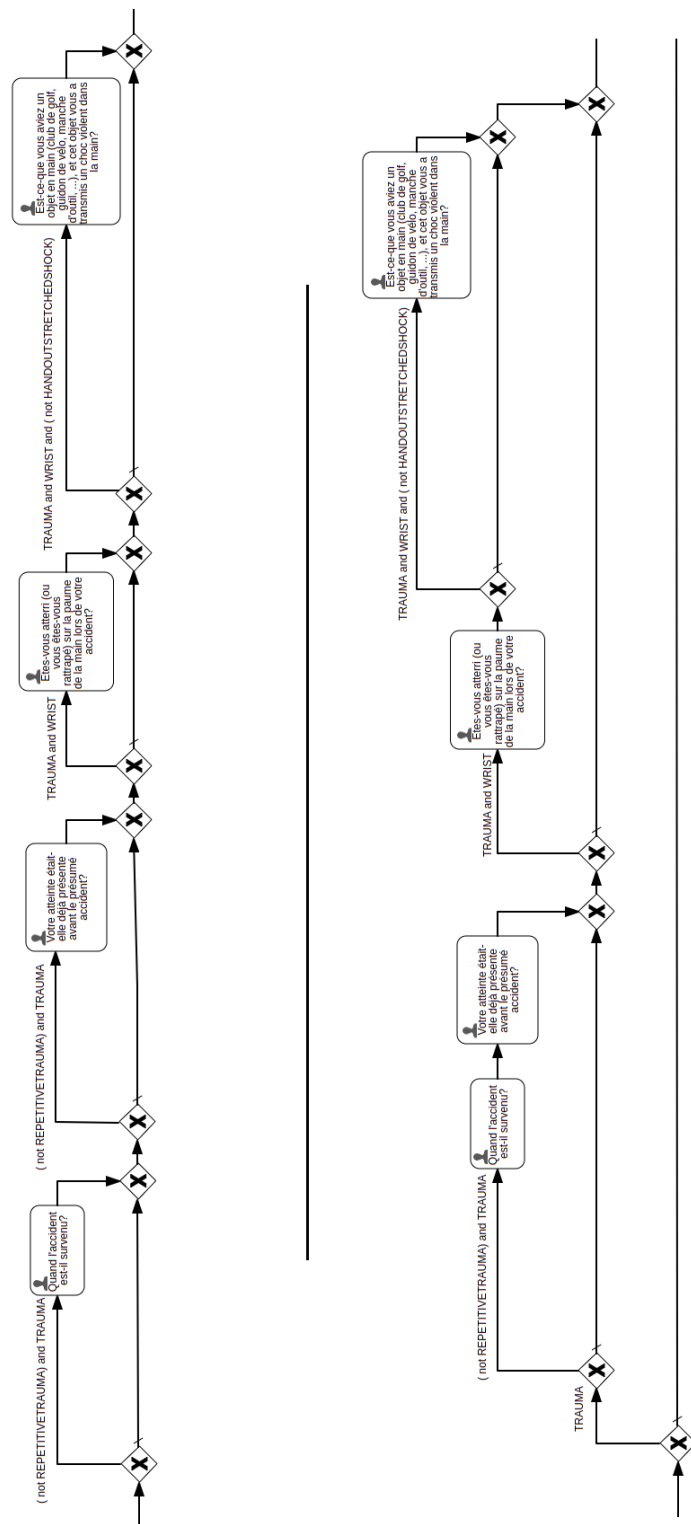 ( not REPETITIVETRAUMA) and TRAUMA
Quand l'accident
est-il survenu?
( not REPETITIVETRAUMA) and TRAUMA
Votre atteinte était-
elle déjà présente
avant le présumé
accident?
TRAUMA and WRIST
Etes-vous atterri (ou
vous êtes-vous
rattrapé) sur la paume
de la main lors de votre
accident?
TRAUMA and WRIST and ( not HANDOUTSTRETCHEDSHOCK)
Est-ce-que vous aviez un
objet en main (club de golf,
guidon de vélo, manche
d'outil, ...), et cet objet vous a
transmis un choc violent dans
la main?
TRAUMA
( not REPETITIVETRAUMA) and TRAUMA
Quand l'accident
est-il survenu?
Votre atteinte était-
elle déjà présente
avant le présumé
accident?
TRAUMA and WRIST
Etes-vous atterri (ou
vous êtes-vous
rattrapé) sur la paume
de la main lors de votre
accident?
TRAUMA and WRIST and ( not HANDOUTSTRETCHEDSHOCK)
Est-ce-que vous aviez un
objet en main (club de golf,
guidon de vélo, manche
d'outil, ...), et cet objet vous a
transmis un choc violent dans
la main?